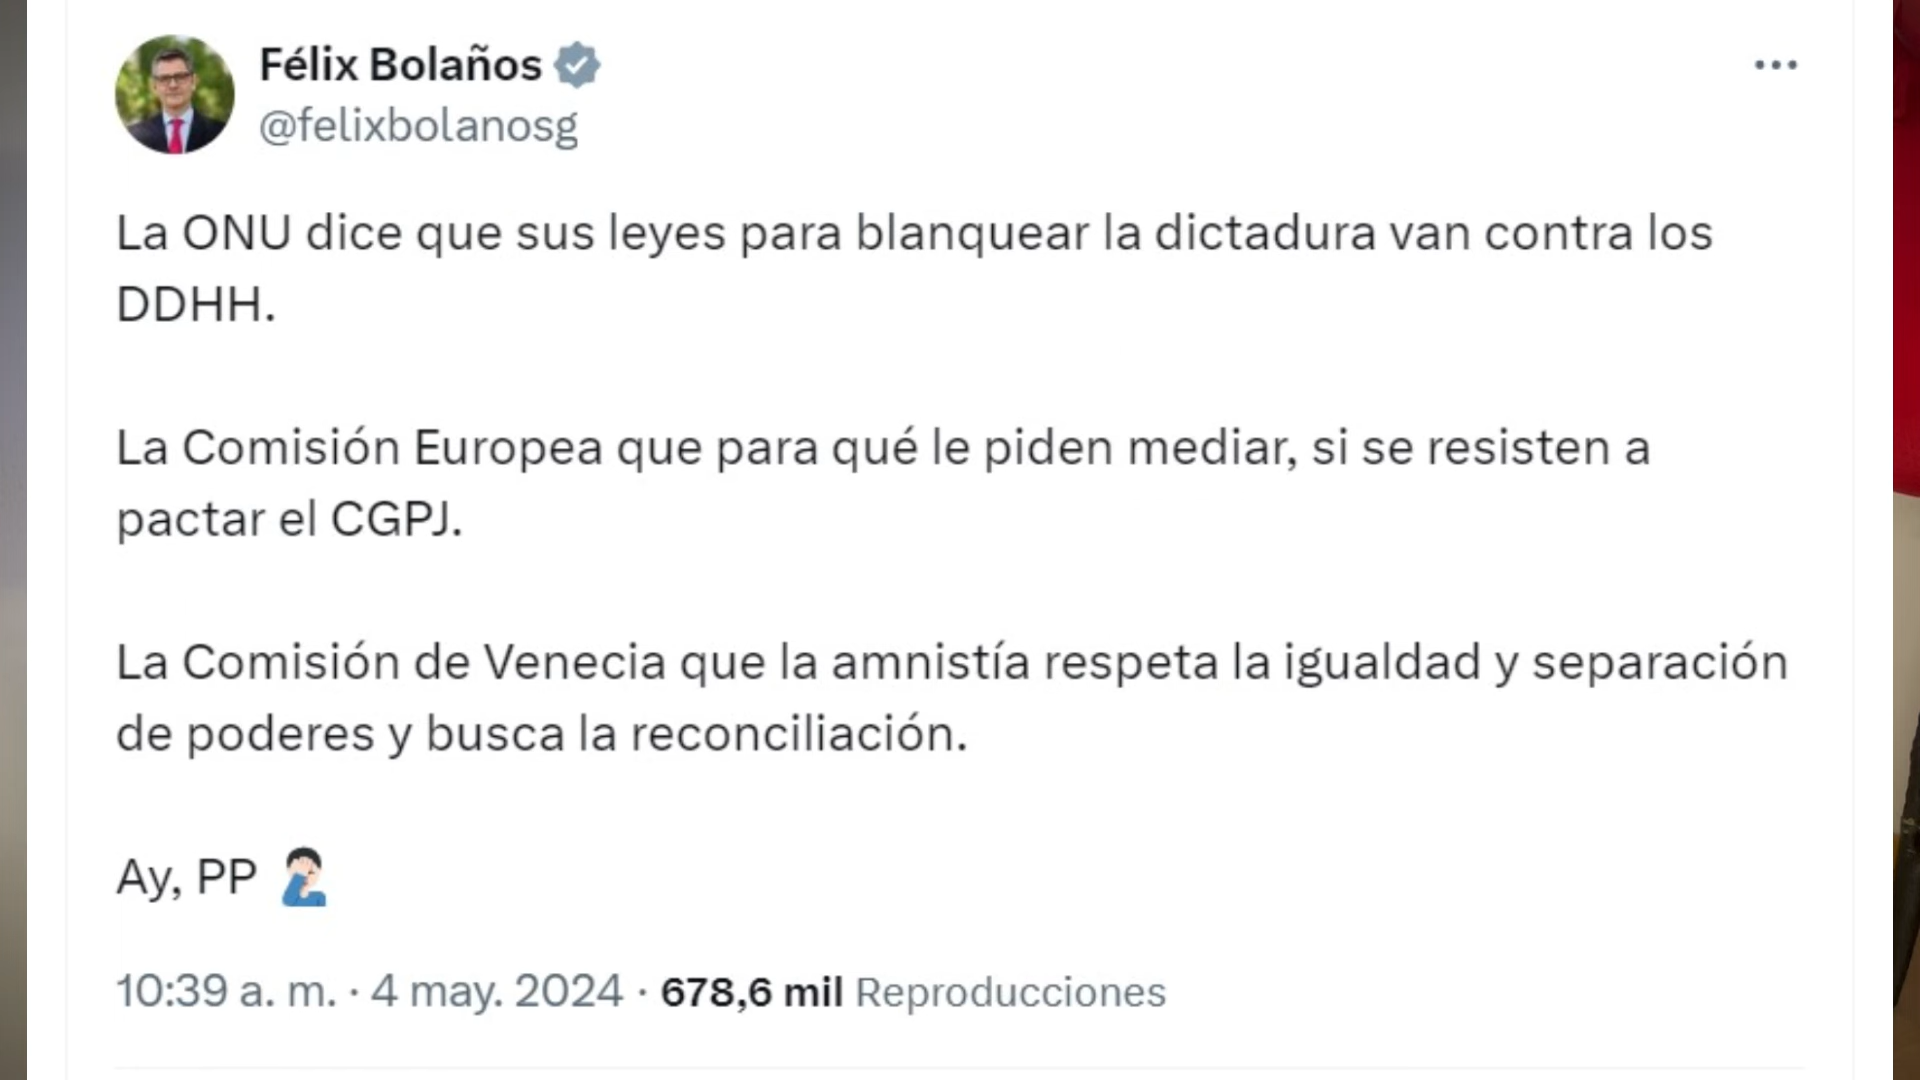 Félix Bolaños
@felixbolanosg
La ONU dice que sus leyes para blanquear la dictadura van contra los
DDHH.
La Comisión Europea que para qué le piden mediar, si se resisten a
pactar el CGPJ.
La Comisión de Venecia que la amnistía respeta la igualdad y separación
de poderes y busca la reconciliación.
Ay, PP 🤦🏻‍♂️
10:39 a. m. · 4 may. 2024 · 678,6 mil Reproducciones